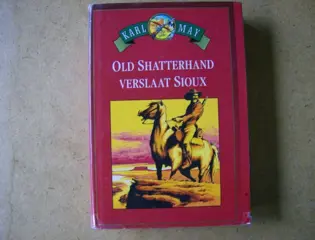 KARL MAY
OLD SHATTERHAND
VERSLAAT SIOUX